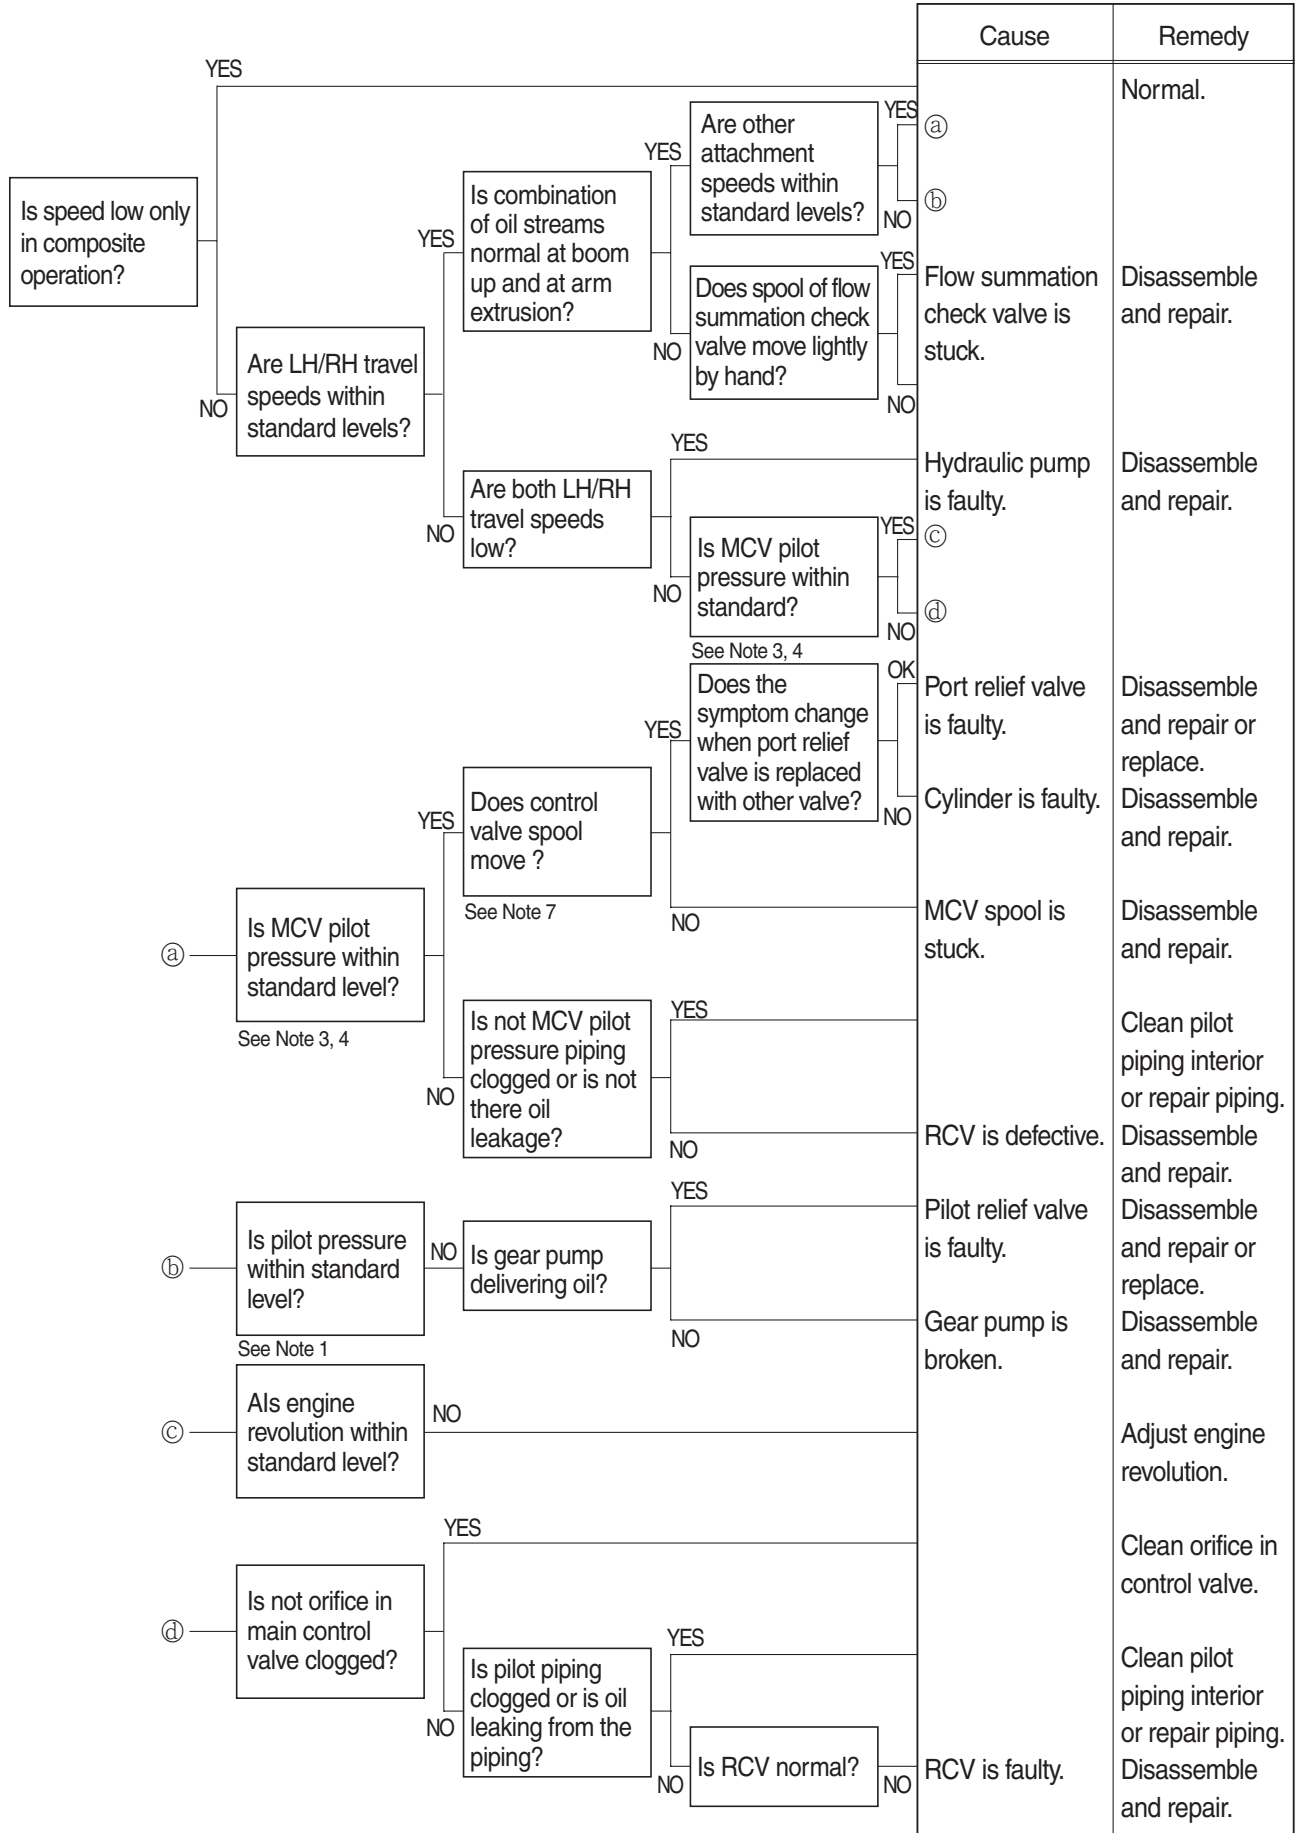 Cause
Remedy
YES
Normal.
Is speed low only
in composite
operation?
NO
Are LH/RH travel
speeds within
standard levels?
YES
Is combination
of oil streams
normal at boom
up and at arm
extrusion?
YES
Are other
attachment
speeds within
standard levels?
YES
ⓐ
NO
ⓑ
NO
Does spool of flow
summation check
valve move lightly
by hand?
YES
Flow summation
check valve is
stuck.
Disassemble
and repair.
NO
NO
Are both LH/RH
travel speeds
low?
YES
Hydraulic pump
is faulty.
Disassemble
and repair.
NO
Is MCV pilot
pressure within
standard?
See Note 3, 4
YES
ⓒ
NO
ⓓ
ⓐ
Is MCV pilot
pressure within
standard level?
See Note 3, 4
YES
Does control
valve spool
move ?
See Note 7
YES
Does the
symptom change
when port relief
valve is replaced
with other valve?
OK
Port relief valve
is faulty.
Disassemble
and repair or
replace.
NO
Cylinder is faulty.
Disassemble
and repair.
NO
MCV spool is
stuck.
Disassemble
and repair.
NO
Is not MCV pilot
pressure piping
clogged or is not
there oil
leakage?
YES
Clean pilot
piping interior
or repair piping.
NO
RCV is defective.
Disassemble
and repair.
ⓑ
Is pilot pressure
within standard
level?
See Note 1
NO
Is gear pump
delivering oil?
YES
Pilot relief valve
is faulty.
Disassemble
and repair or
replace.
NO
Gear pump is
broken.
Disassemble
and repair.
ⓒ
AIs engine
revolution within
standard level?
NO
Adjust engine
revolution.
ⓓ
Is not orifice in
main control
valve clogged?
YES
Clean orifice in
control valve.
NO
Is pilot piping
clogged or is oil
leaking from the
piping?
YES
Clean pilot
piping interior
or repair piping.
NO
Is RCV normal?
NO
RCV is faulty.
Disassemble
and repair.